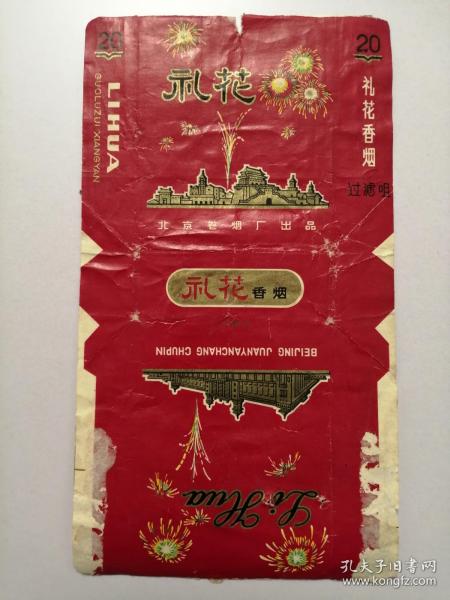 20
LIHUA
GUOLUZUI XIANGYAN
礼花
北京卷烟厂出品
20
礼花香烟
过滤咀
礼花香烟
BEIJING JUANYANCHANG CHUPIN
Li Hua
孔夫子旧书网
www.kongfz.com